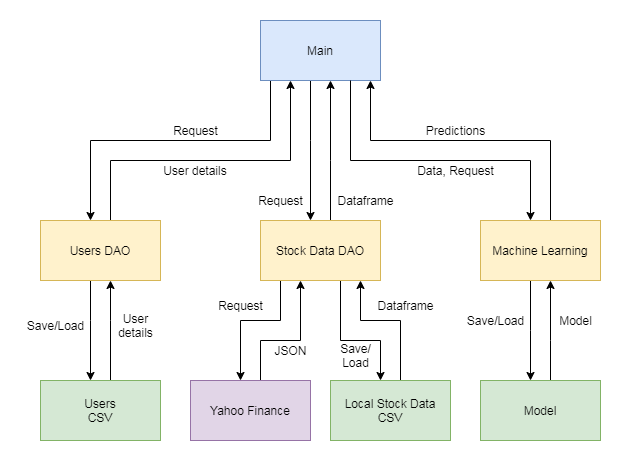 Main
Request
Predictions
User details
Data, Request
Request
Dataframe
Users DAO
Stock Data DAO
Machine Learning
Save/Load
User
details
Request
JSON
Save/
Load
Dataframe
Save/Load
Model
Users
CSV
Yahoo Finance
Local Stock Data
CSV
Model